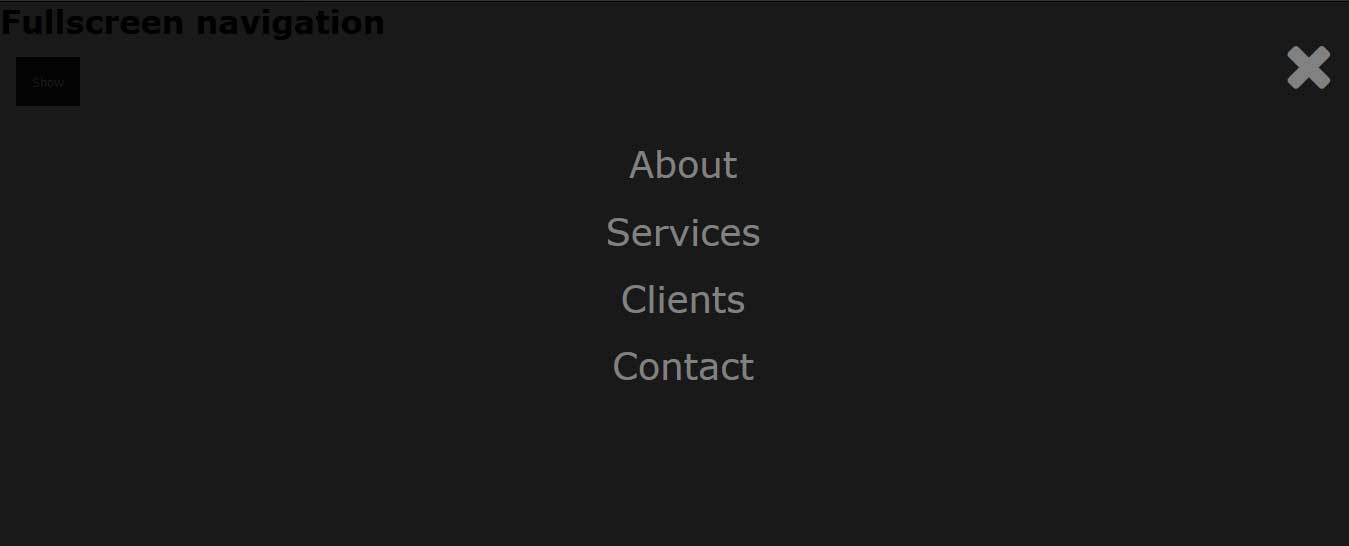 Fullscreen navigation
Show
About
Services
Clients
Contact